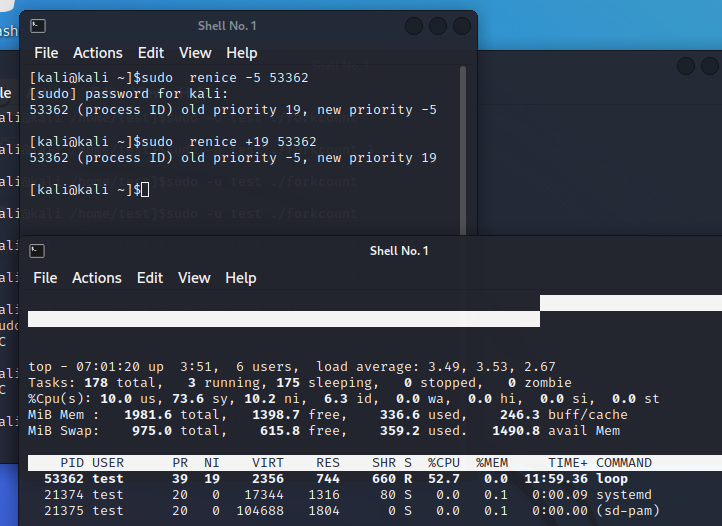 ash
Shell No. 1
File Actions Edit View Help
[kali@kali ~]$sudo  renice -5 53362
[sudo] password for kali:
53362 (process ID) old priority 19, new priority -5
[kali@kali ~]$sudo  renice +19 53362
53362 (process ID) old priority -5, new priority 19
[kali@kali ~]$
@kali /home/test]$sudo -u test ./forkcount
Shell No. 1
File Actions Edit View Help
top - 07:01:20 up  3:51,  6 users,  load average: 3.49, 3.53, 2.67
Tasks: 178 total,   3 running, 175 sleeping,   0 stopped,   0 zombie
%Cpu(s): 10.0 us, 73.6 sy, 10.2 ni,  6.3 id,  0.0 wa,  0.0 hi,  0.0 si,  0.0 st
MiB Mem :   1981.6 total,   1398.7 free,    336.6 used,    246.3 buff/cache
MiB Swap:    975.0 total,    615.8 free,    359.2 used.   1490.8 avail Mem
PID USER      PR  NI    VIRT    RES    SHR S  %CPU  %MEM     TIME+ COMMAND
53362 test      39  19    2356    744    660 R  52.7   0.0  11:59.36 loop
21374 test      20   0   17344   1316     80 S   0.0   0.1   0:00.09 systemd
21375 test      20   0  104688   1804      0 S   0.0   0.1   0:00.00 (sd-pam)